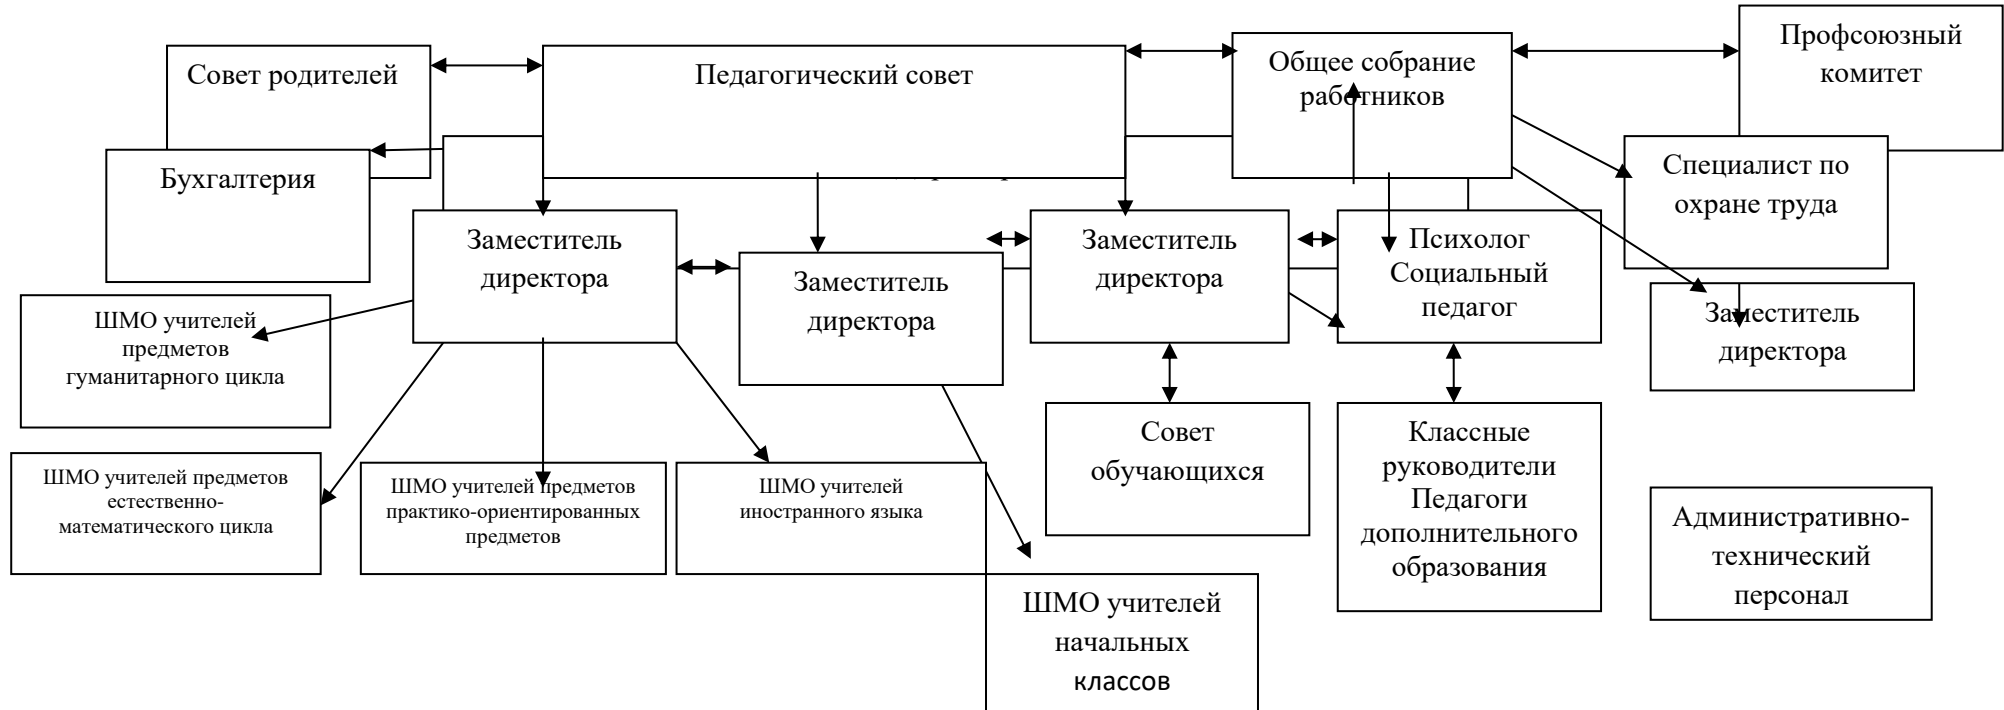 Совет родителей
Педагогический совет
Общее собрание
работников
Профсоюзный
комитет
Бухгалтерия
Специалист по
охране труда
Заместитель
директора
Заместитель
директора
Заместитель
директора
Психолог
Социальный
педагог
Заместитель
директора
ШМО учителей
предметов
гуманитарного цикла
Совет
обучающихся
Классные
руководители
Педагоги
дополнительного
образования
ШМО учителей предметов
естественно-
математического цикла
ШМО учителей предметов
практико-ориентированных
предметов
ШМО учителей
иностранного языка
Административно-
технический
персонал
ШМО учителей
начальных
классов